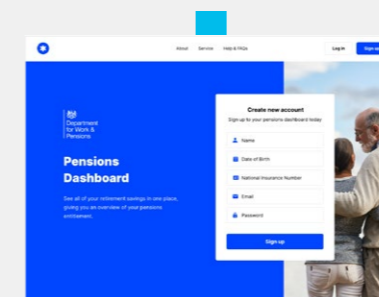 About Service Help & FAQs Log in Sign up
Department
for Work &
Pensions
Pensions
Dashboard
See all of your retirement savings in one place,
giving you an overview of your pensions
entitlement.
Create new account
Sign up to your pensions dashboard today
Name
Date of Birth
National Insurance Number
Email
Password
Sign up